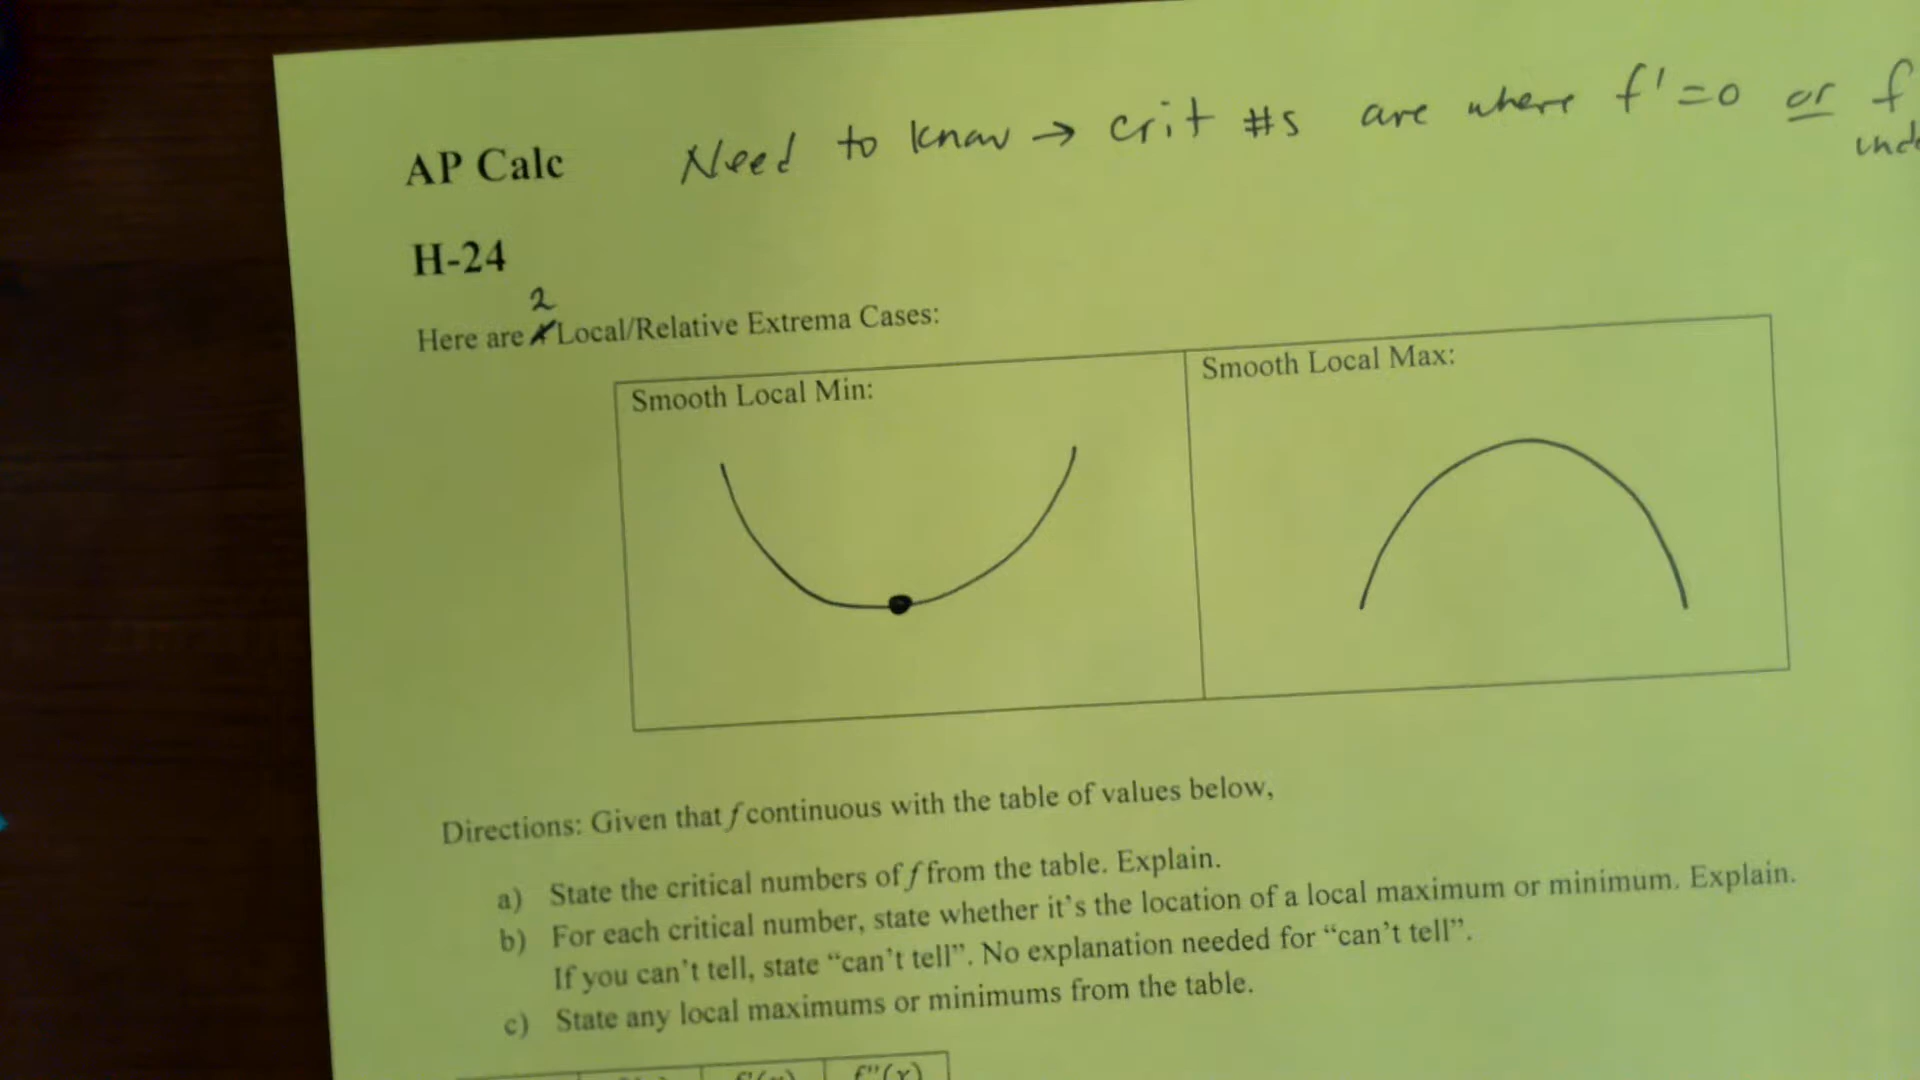 Need to know → crit #s are where f'=0 or f
AP Calc
H-24
2
Here are Local/Relative Extrema Cases:
Smooth Local Min:
Smooth Local Max:
Directions: Given that f continuous with the table of values below,
a) State the critical numbers of f from the table. Explain.
b) For each critical number, state whether it's the location of a local maximum or minimum. Explain.
If you can't tell, state “can't tell”. No explanation needed for “can't tell”.
c) State any local maximums or minimums from the table.
f''(x)